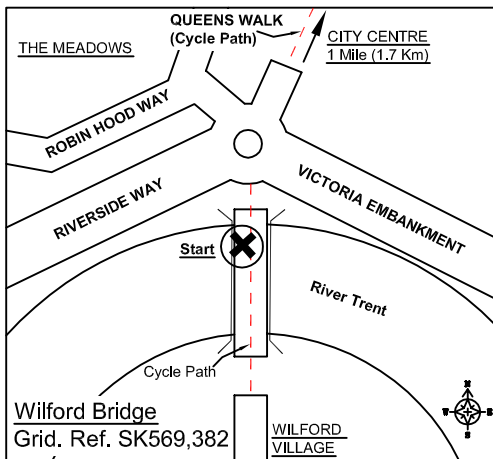 QUEENS WALK
(Cycle Path)
THE MEADOWS
CITY CENTRE
1 Mile (1.7 Km)
ROBIN HOOD WAY
RIVERSIDE WAY
VICTORIA EMBANKMENT
Start
River Trent
Cycle Path
Wilford Bridge
Grid. Ref. SK569,382
WILFORD
VILLAGE
N
W
E
S